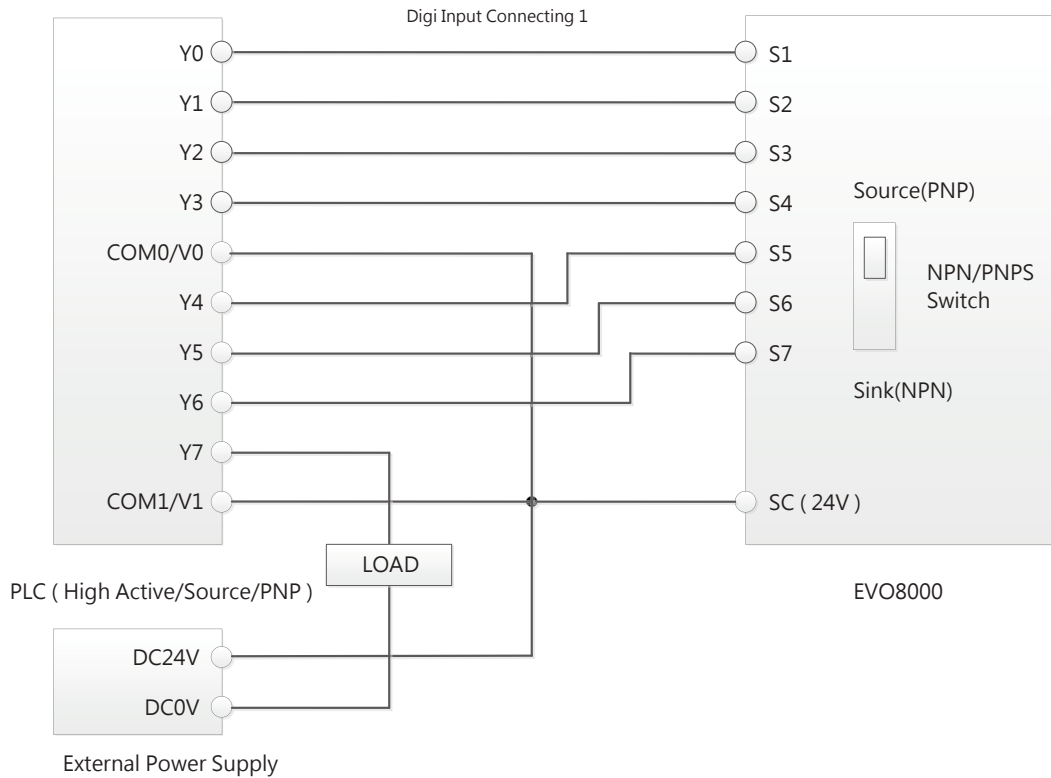 Digi Input Connecting 1
Y0
S1
Y1
S2
Y2
S3
Y3
S4
Source(PNP)
COM0/V0
S5
NPN/PNPS
Switch
Y4
S6
Y5
S7
Y6
Sink(NPN)
Y7
COM1/V1
SC ( 24V )
LOAD
PLC ( High Active/Source/PNP )
EVO8000
DC24V
DC0V
External Power Supply